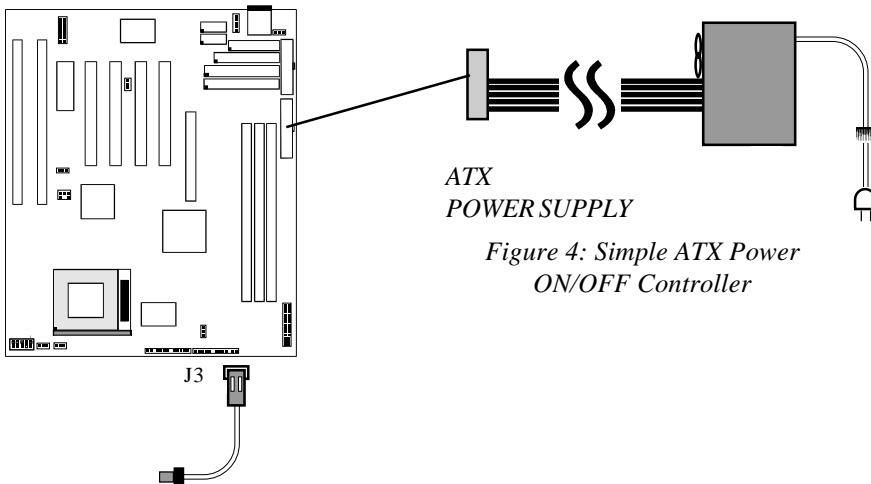 ATX
POWER SUPPLY
Figure 4: Simple ATX Power
ON/OFF Controller
J3